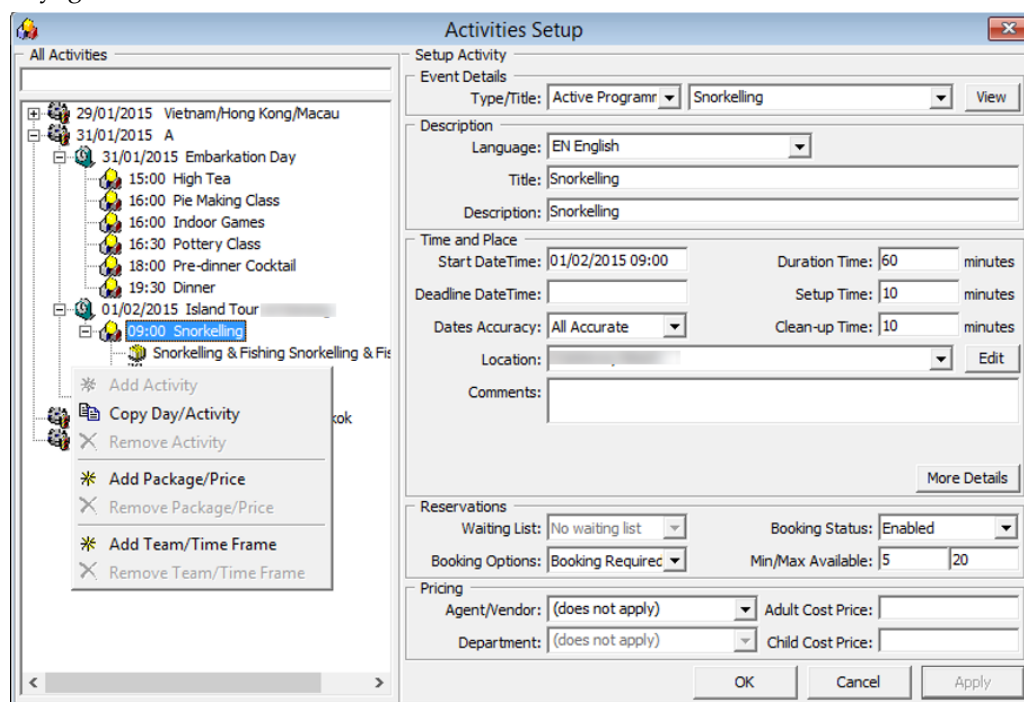 Activities Setup
All Activities
29/01/2015 Vietnam/Hong Kong/Macau
31/01/2015 A
31/01/2015 Embarkation Day
15:00 High Tea
16:00 Pie Making Class
16:00 Indoor Games
16:30 Pottery Class
18:00 Pre-dinner Cocktail
19:30 Dinner
01/02/2015 Island Tour
09:00 Snorkelling
Snorkelling & Fishing Snorkelling & Fis
Add Activity
Copy Day/Activity
Remove Activity
Add Package/Price
Remove Package/Price
Add Team/Time Frame
Remove Team/Time Frame
Setup Activity
Event Details
Type/Title: Active Programr Snorkelling View
Description
Language: EN English
Title: Snorkelling
Description: Snorkelling
Time and Place
Start DateTime: 01/02/2015 09:00 Duration Time: 60 minutes
Deadline DateTime: Setup Time: 10 minutes
Dates Accuracy: All Accurate Clean-up Time: 10 minutes
Location: Edit
Comments:
More Details
Reservations
Waiting List: No waiting list Booking Status: Enabled
Booking Options: Booking Required Min/Max Available: 5 20
Pricing
Agent/Vendor: (does not apply) Adult Cost Price:
Department: (does not apply) Child Cost Price:
OK Cancel Apply